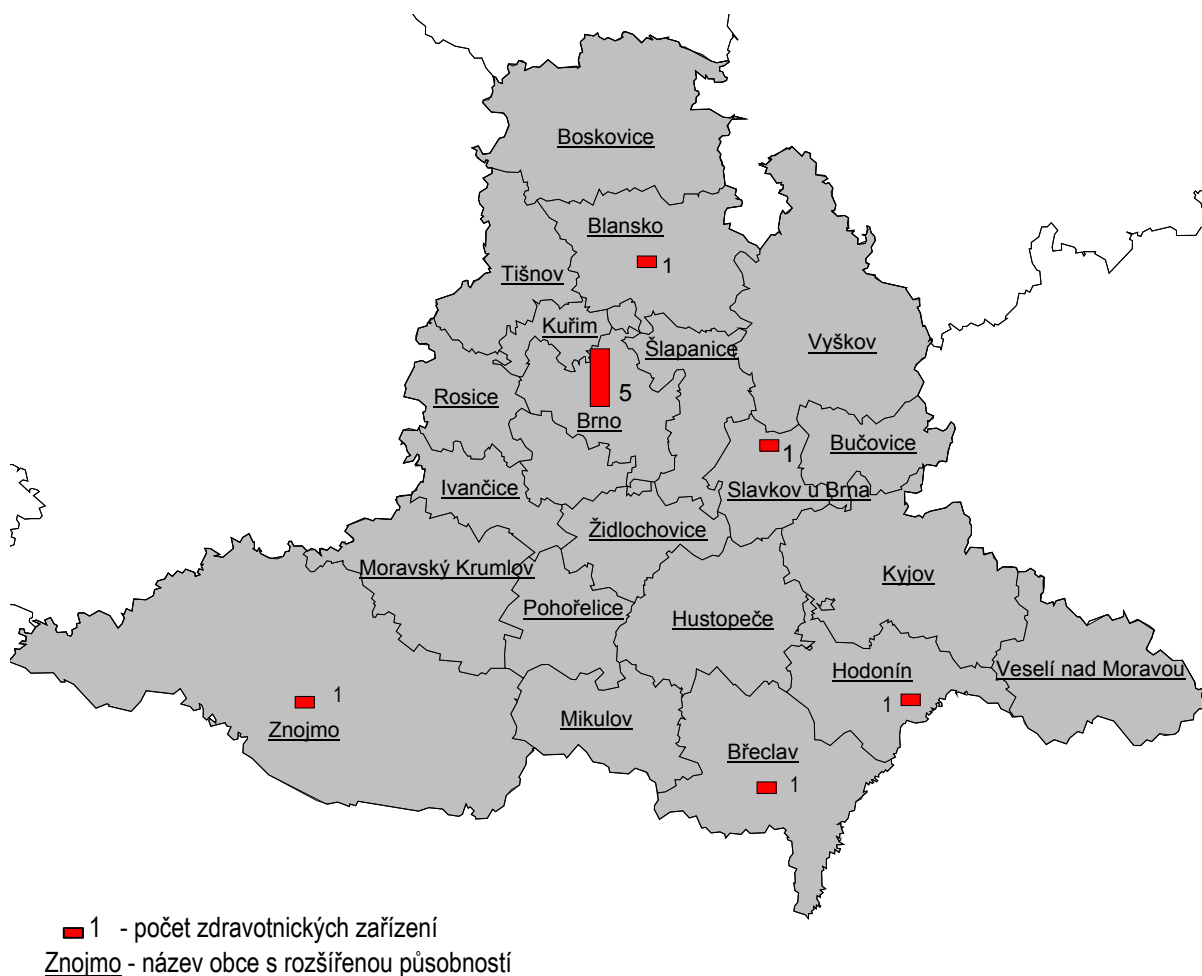 Boskovice
Blansko
1
Tišnov
Kuřim
Šlapanice
Vyškov
Rosice
5
Brno
Bučovice
1
Ivančice
Slavkov u Brna
Židlochovice
Moravský Krumlov
Kyjov
Pohořelice
Hustopeče
Hodonín
Veselí nad Moravou
1
1
Znojmo
Mikulov
Břeclav
1
1 - počet zdravotnických zařízení
Znojmo - název obce s rozšířenou působností